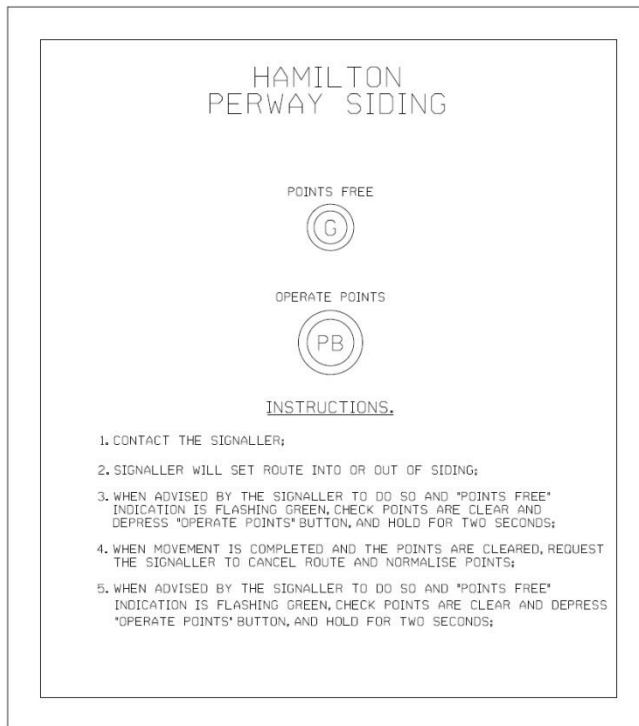 HAMILTON
PERWAY SIDING
POINTS FREE
G
OPERATE POINTS
PB
INSTRUCTIONS.
1. CONTACT THE SIGNALLER;
2. SIGNALLER WILL SET ROUTE INTO OR OUT OF SIDING;
3. WHEN ADVISED BY THE SIGNALLER TO DO SO AND "POINTS FREE"
INDICATION IS FLASHING GREEN, CHECK POINTS ARE CLEAR AND
DEPRESS "OPERATE POINTS" BUTTON, AND HOLD FOR TWO SECONDS;
4. WHEN MOVEMENT IS COMPLETED AND THE POINTS ARE CLEARED, REQUEST
THE SIGNALLER TO CANCEL ROUTE AND NORMALISE POINTS;
5. WHEN ADVISED BY THE SIGNALLER TO DO SO AND "POINTS FREE"
INDICATION IS FLASHING GREEN, CHECK POINTS ARE CLEAR AND DEPRESS
"OPERATE POINTS" BUTTON, AND HOLD FOR TWO SECONDS;